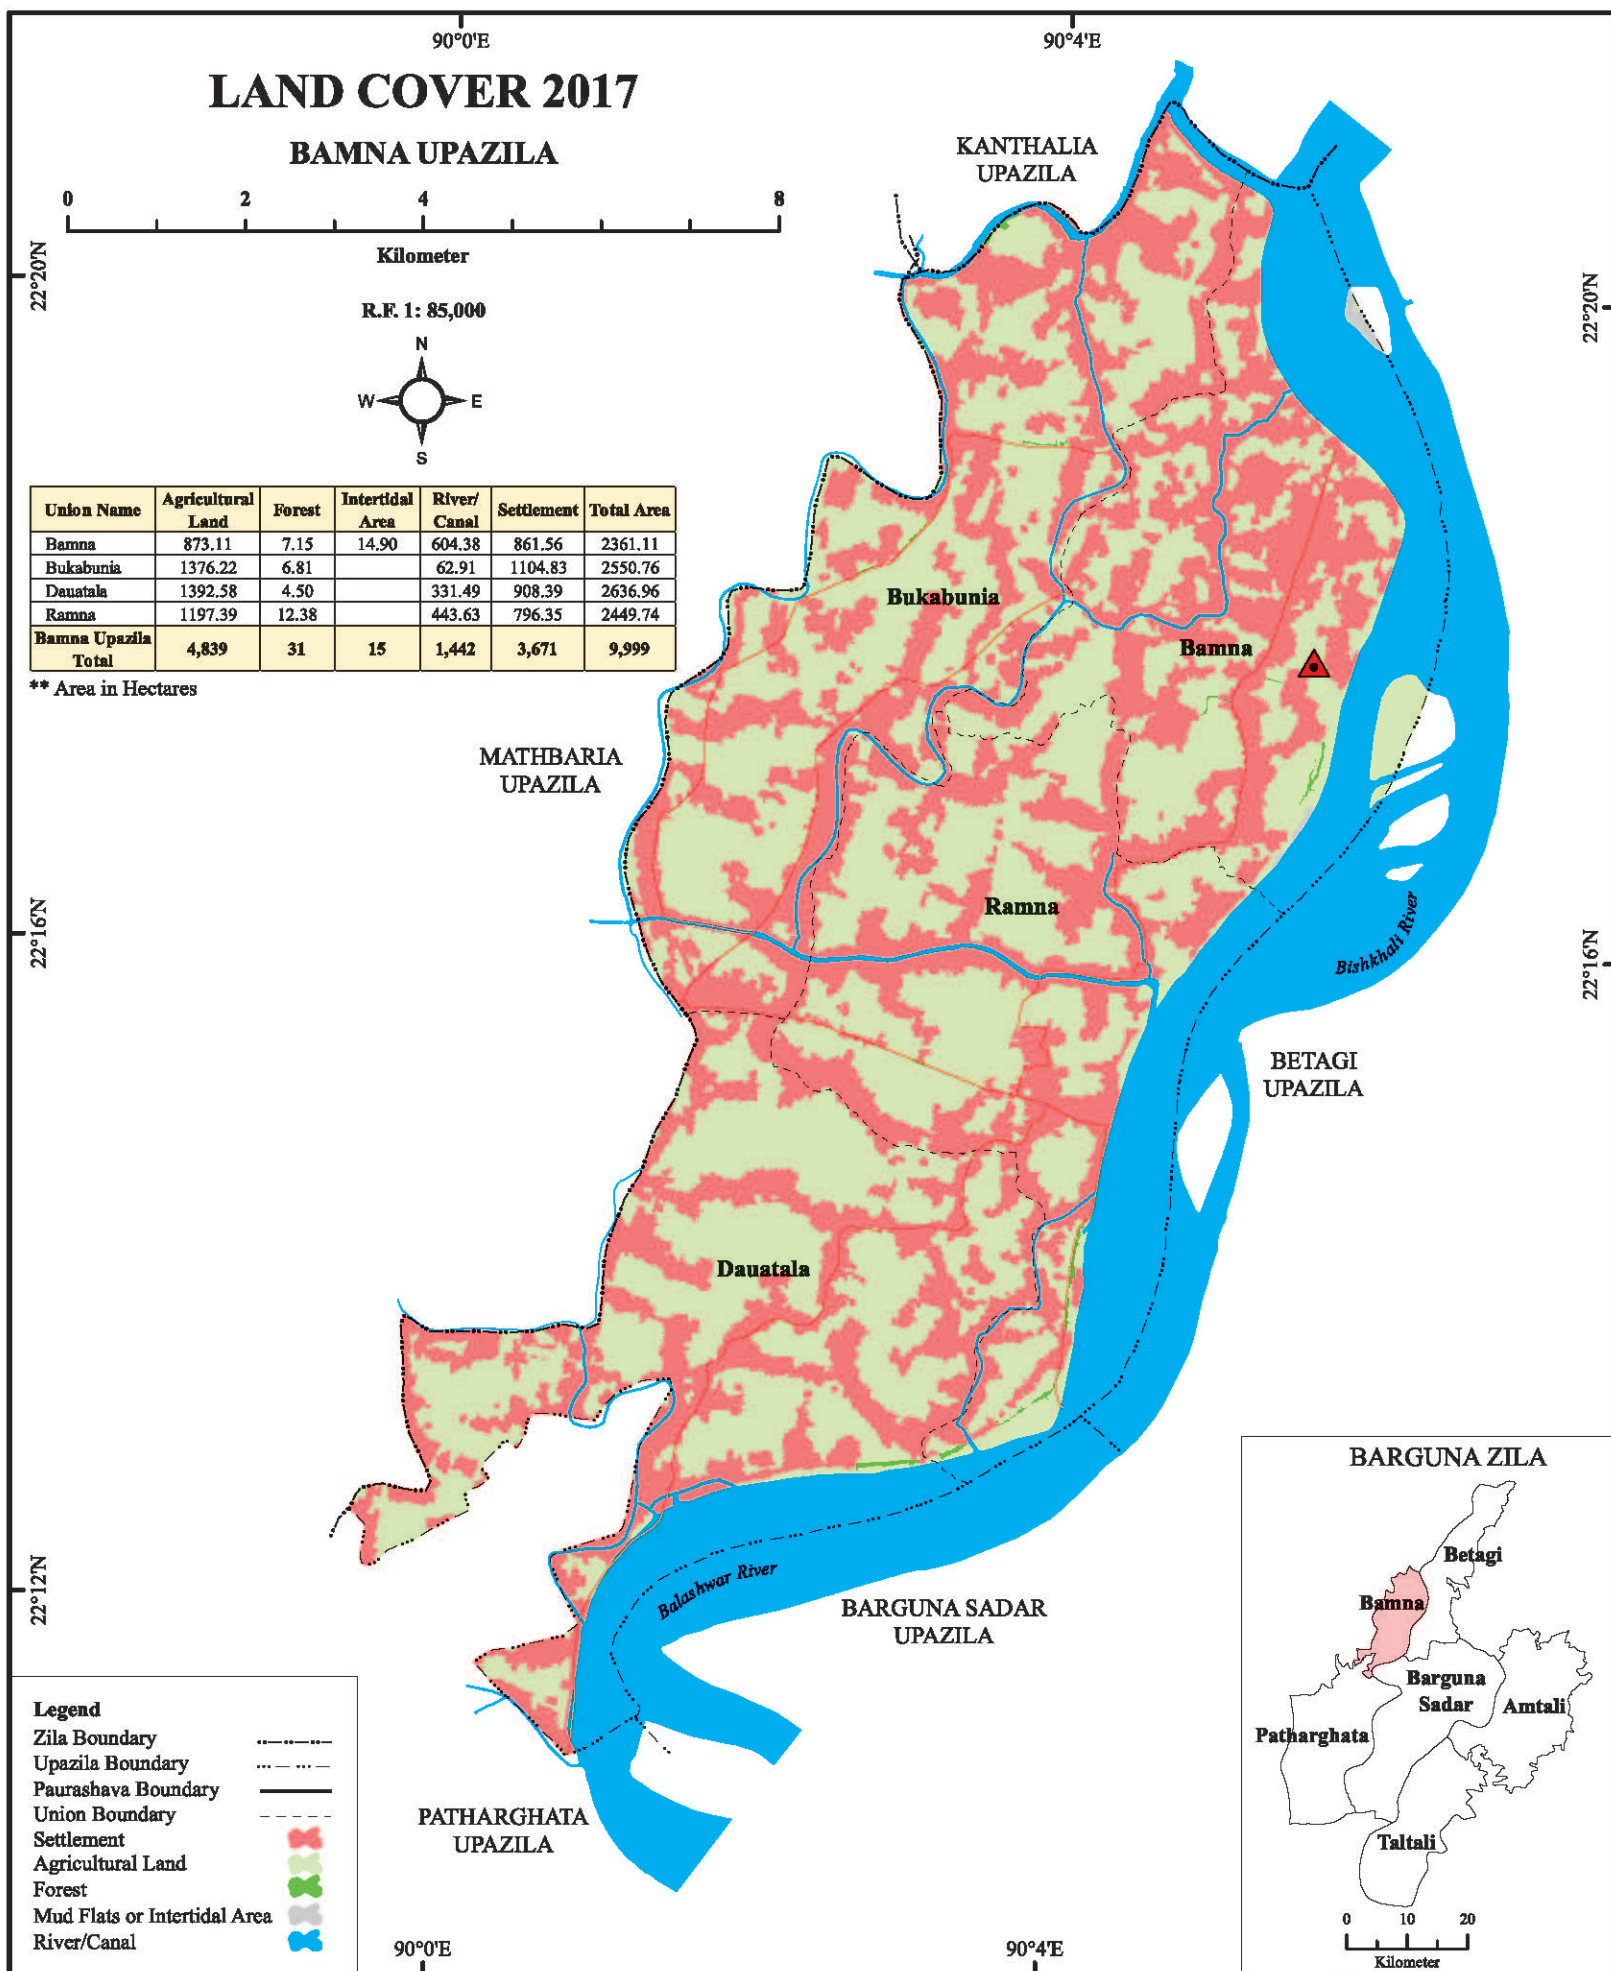 90°0'E
90°4'E
LAND COVER 2017
BAMNA UPAZILA
0 2 4 8
Kilometer
R.F. 1: 85,000
N
W E
S
22°20'N
22°20'N
KANTHALIA
UPAZILA
Union Name Agricultural Land Forest Intertidal Area River/ Canal Settlement Total Area
Bamna 873.11 7.15 14.90 604.38 861.56 2361.11
Bukabunia 1376.22 6.81 62.91 1104.83 2550.76
Dauatala 1392.58 4.50 331.49 908.39 2636.96
Ramna 1197.39 12.38 443.63 796.35 2449.74
Bamna Upazila Total 4,839 31 15 1,442 3,671 9,999
** Area in Hectares
Bukabunia
Bamna
MATHBARIA
UPAZILA
Ramna
22°16'N
22°16'N
Bishkhali River
BETAGI
UPAZILA
Dauatala
22°12'N
Balashwar River
BARGUNA SADAR
UPAZILA
PATHARGHATA
UPAZILA
Legend
Zila Boundary
Upazila Boundary
Paurashava Boundary
Union Boundary
Settlement
Agricultural Land
Forest
Mud Flats or Intertidal Area
River/Canal
90°0'E
90°4'E
BARGUNA ZILA
Betagi
Bamna
Barguna
Sadar
Amtali
Patharghata
Taltali
0 10 20
Kilometer